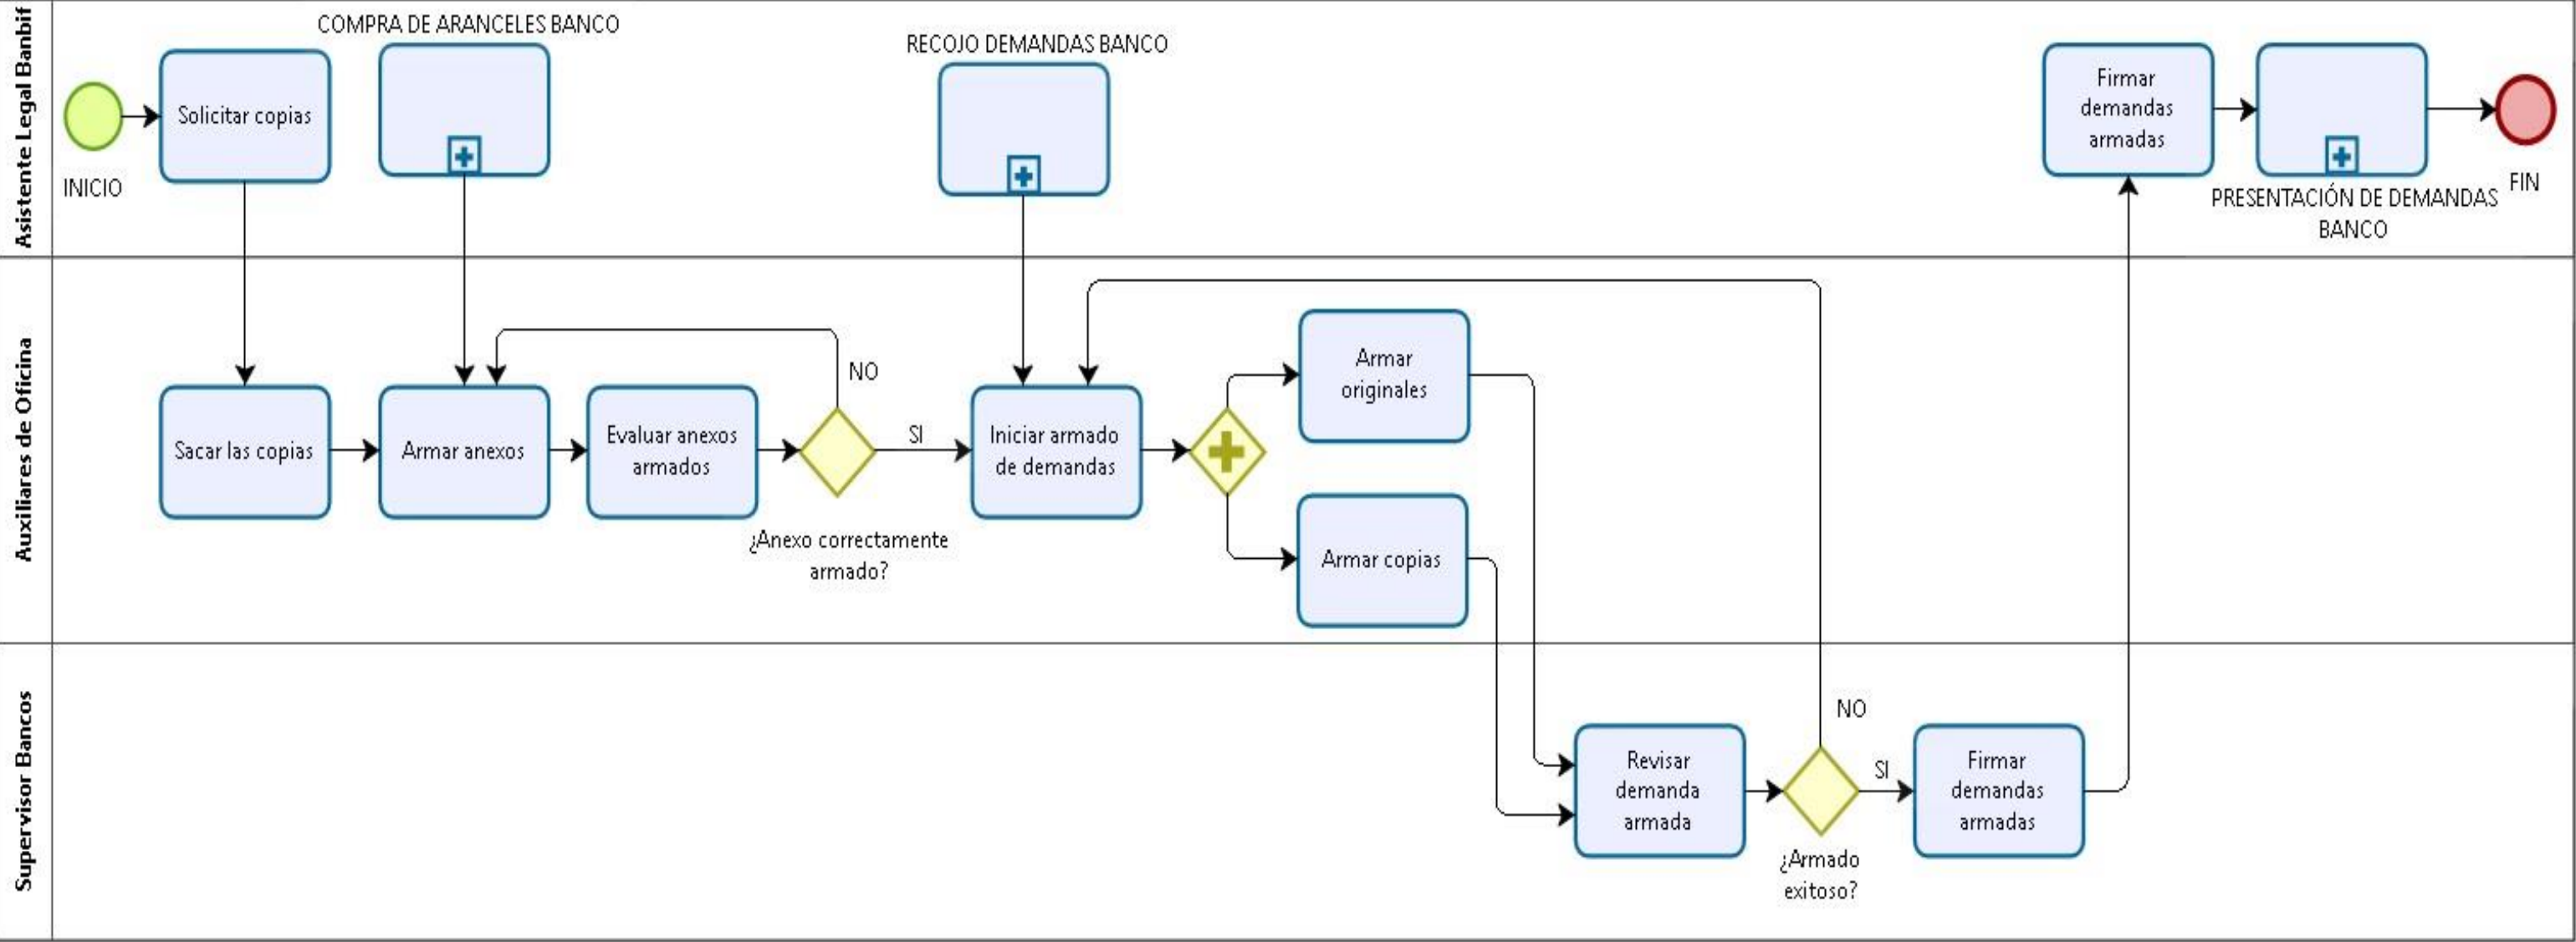 Asistente Legal Banbif
COMPRA DE ARANCELES BANCO
RECOJO DEMANDAS BANCO
INICIO
Solicitar copias
Firmar
demandas
armadas
PRESENTACIÓN DE DEMANDAS
BANCO
FIN
Auxiliares de Oficina
Sacar las copias
Armar anexos
Evaluar anexos
armados
NO
SI
¿Anexo correctamente
armado?
Iniciar armado
de demandas
Armar
originales
Armar copias
Supervisor Bancos
Revisar
demanda
armada
NO
SI
¿Armado
exitoso?
Firmar
demandas
armadas